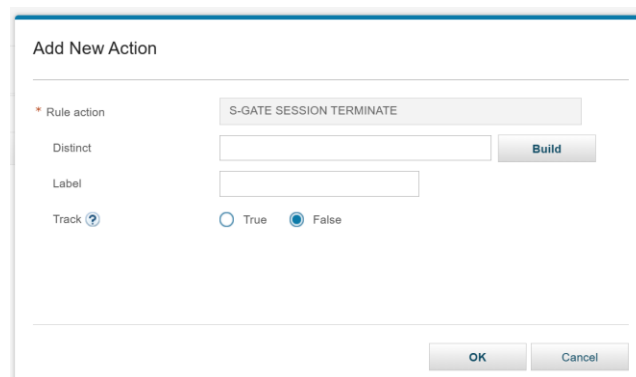 Add New Action
* Rule action S-GATE SESSION TERMINATE
Distinct Build
Label
Track ? True False
OK Cancel